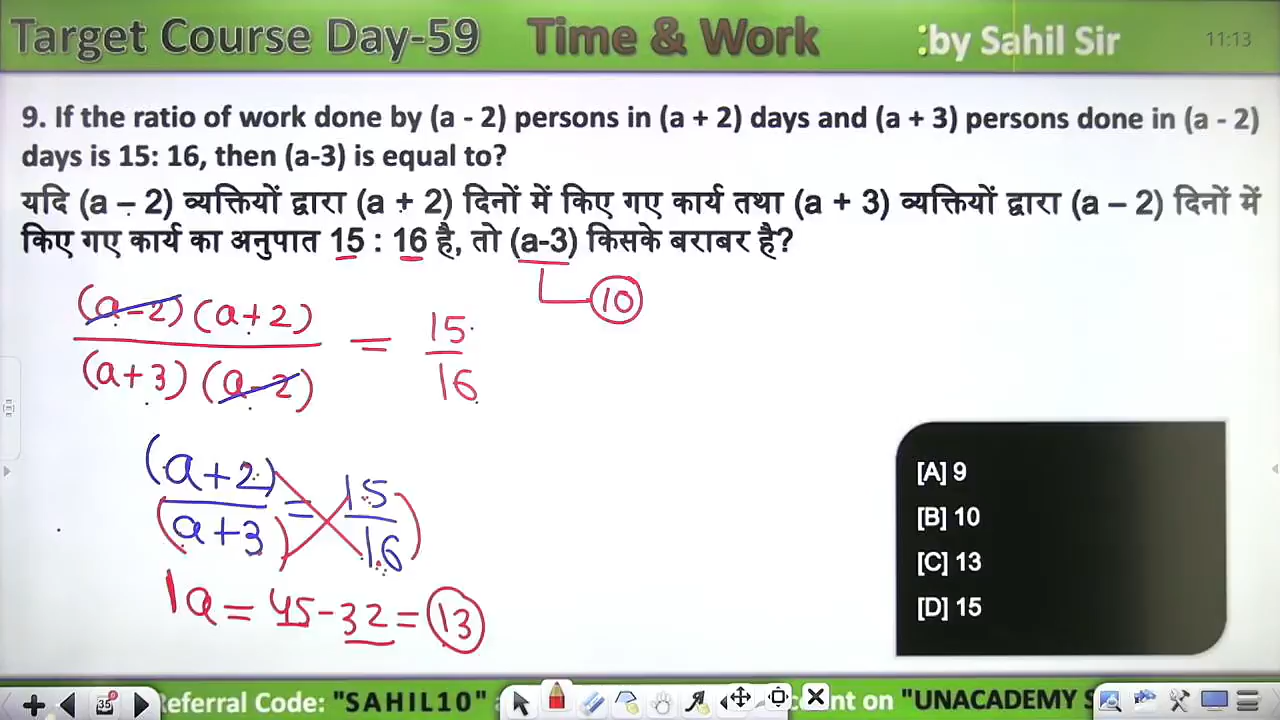 Target Course Day-59 Time & Work :by Sahil Sir 11:13
9. If the ratio of work done by (a - 2) persons in (a + 2) days and (a + 3) persons done in (a - 2)
days is 15: 16, then (a-3) is equal to?
यदि (a – 2) व्यक्तियों द्वारा (a + 2) दिनों में किए गए कार्य तथा (a + 3) व्यक्तियों द्वारा (a – 2) दिनों में
किए गए कार्य का अनुपात 15 : 16 है, तो (a-3) किसके बराबर है?
10
(a-2) (a+2)
(a+3) (a-2)
=
15
16
(a+2)
(a+3)
=
15
16
1a = 45-32 = 13
[A] 9
[B] 10
[C] 13
[D] 15
35
Referral Code: "SAHIL10" a
ount on "UNACADEMY S